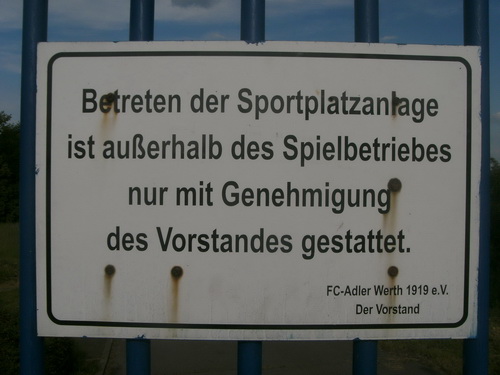 Betreten der Sportplatzanlage
ist außerhalb des Spielbetriebes
nur mit Genehmigung
des Vorstandes gestattet.
FC-Adler Werth 1919 e.V.
Der Vorstand